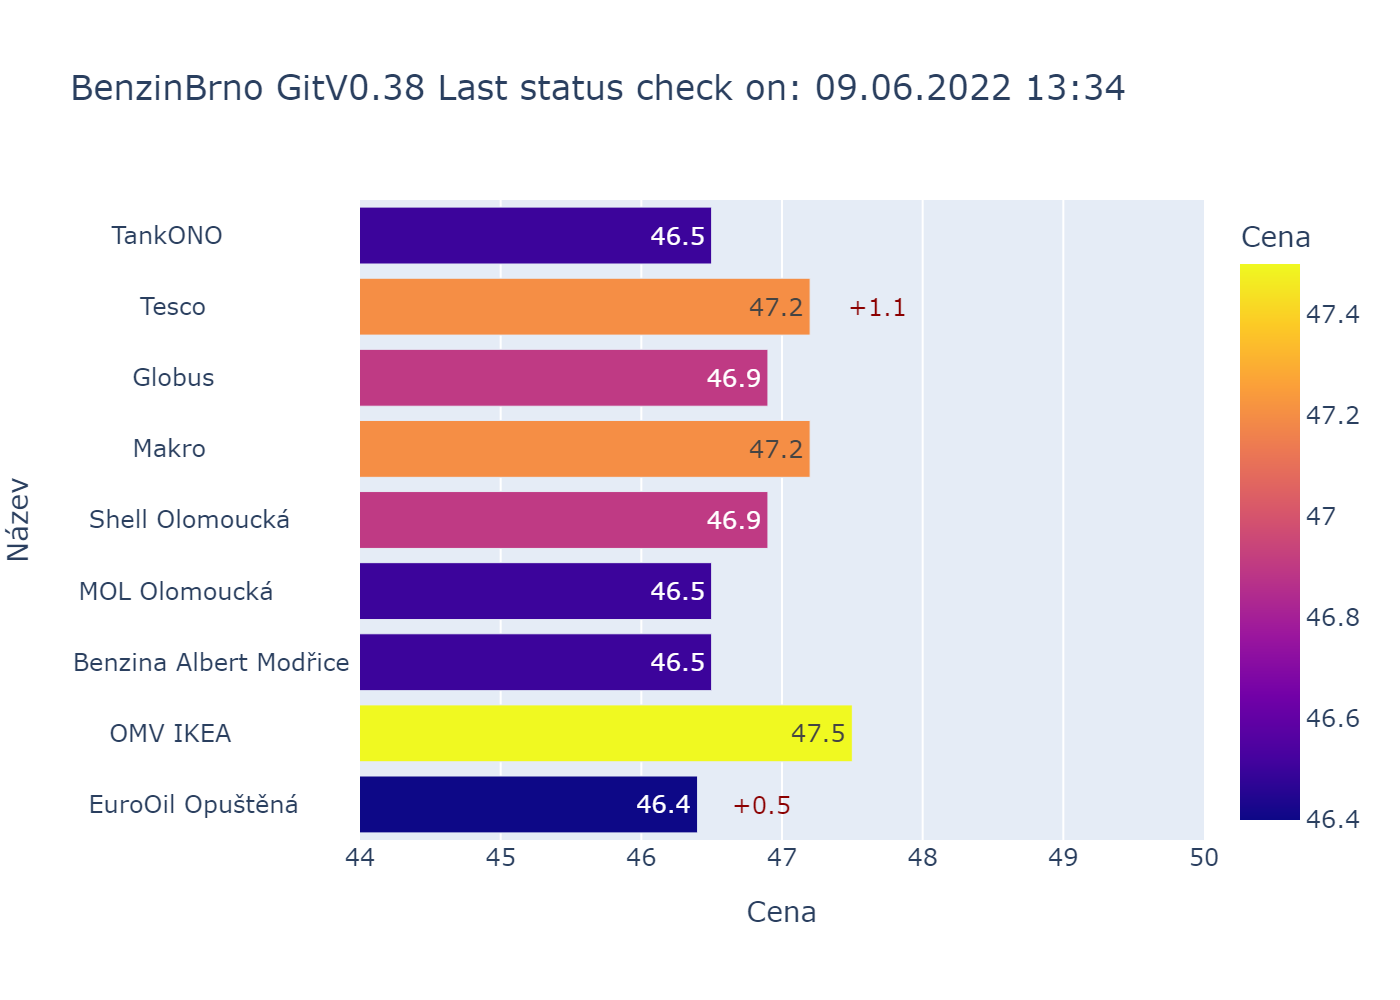 BenzinBrno GitV0.38 Last status check on: 09.06.2022 13:34
Název
TankONO 46.5
Tesco 47.2 +1.1
Globus 46.9
Makro 47.2
Shell Olomoucká 46.9
MOL Olomoucká 46.5
Benzina Albert Modřice 46.5
OMV IKEA 47.5
EuroOil Opuštěná 46.4 +0.5
44 45 46 47 48 49 50
Cena
Cena
47.4
47.2
47
46.8
46.6
46.4